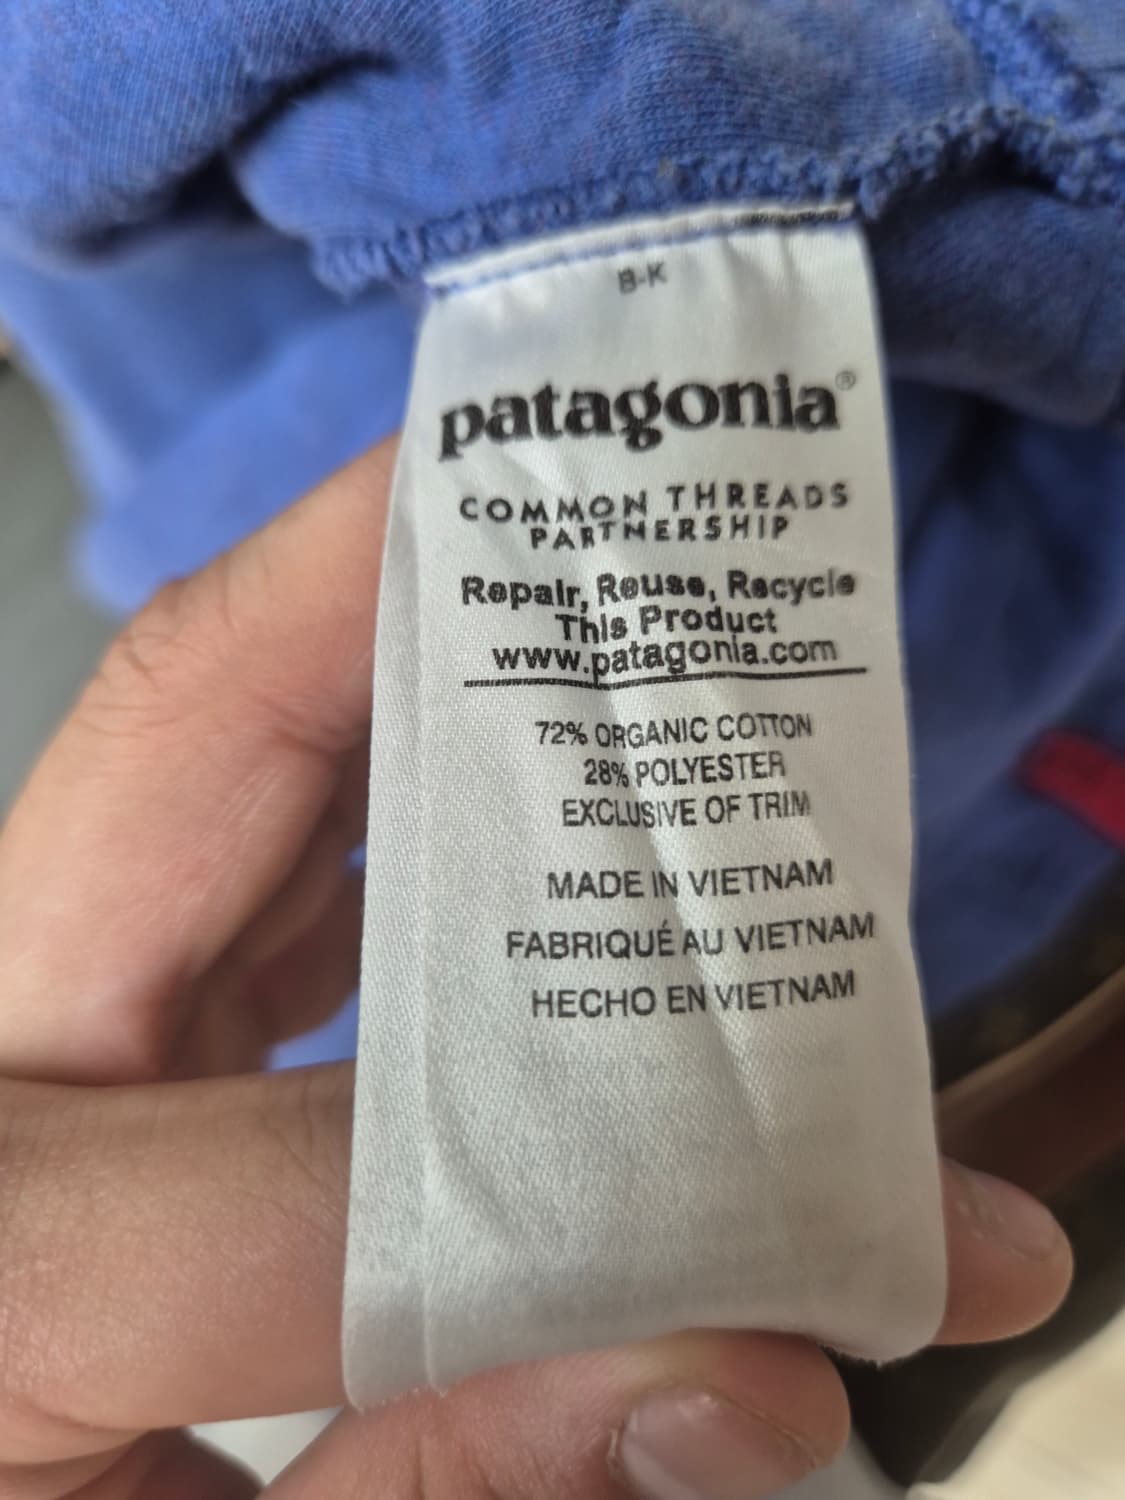 B-K
patagonia®
COMMON THREADS
PARTNERSHIP
Repair, Reuse, Recycle
This Product
www.patagonia.com
72% ORGANIC COTTON
28% POLYESTER
EXCLUSIVE OF TRIM
MADE IN VIETNAM
FABRIQUÉ AU VIETNAM
HECHO EN VIETNAM